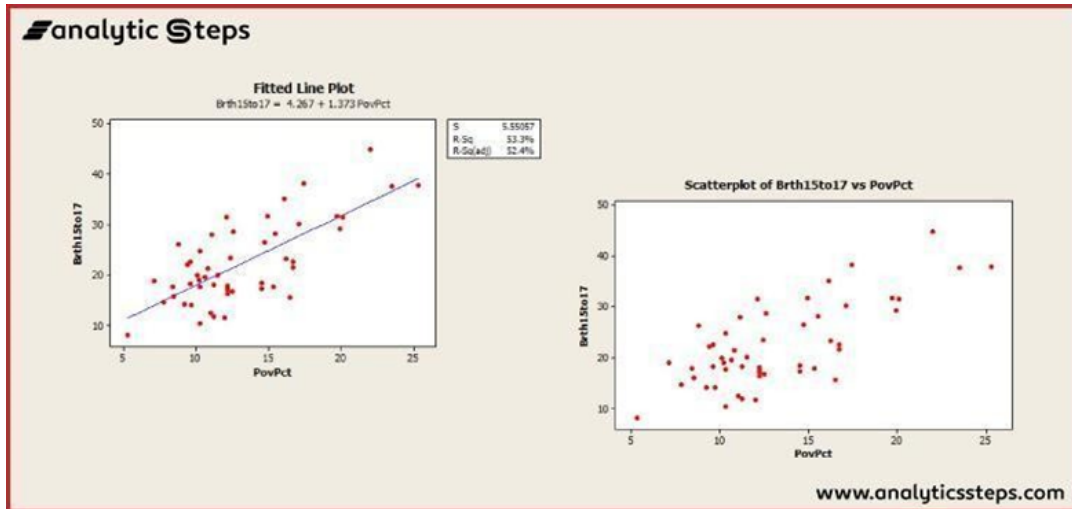 analytic Steps
Fitted Line Plot
Brth15to17 = 4.267 + 1.373 PovPct
S 5.55057
R-Sq 53.3%
R-Sq(adj) 52.4%
50
40
30
20
10
Brth15to17
5 10 15 20 25
PovPct
Scatterplot of Brth15to17 vs PovPct
50
40
30
20
10
Brth15to17
5 10 15 20 25
PovPct
www.analyticssteps.com